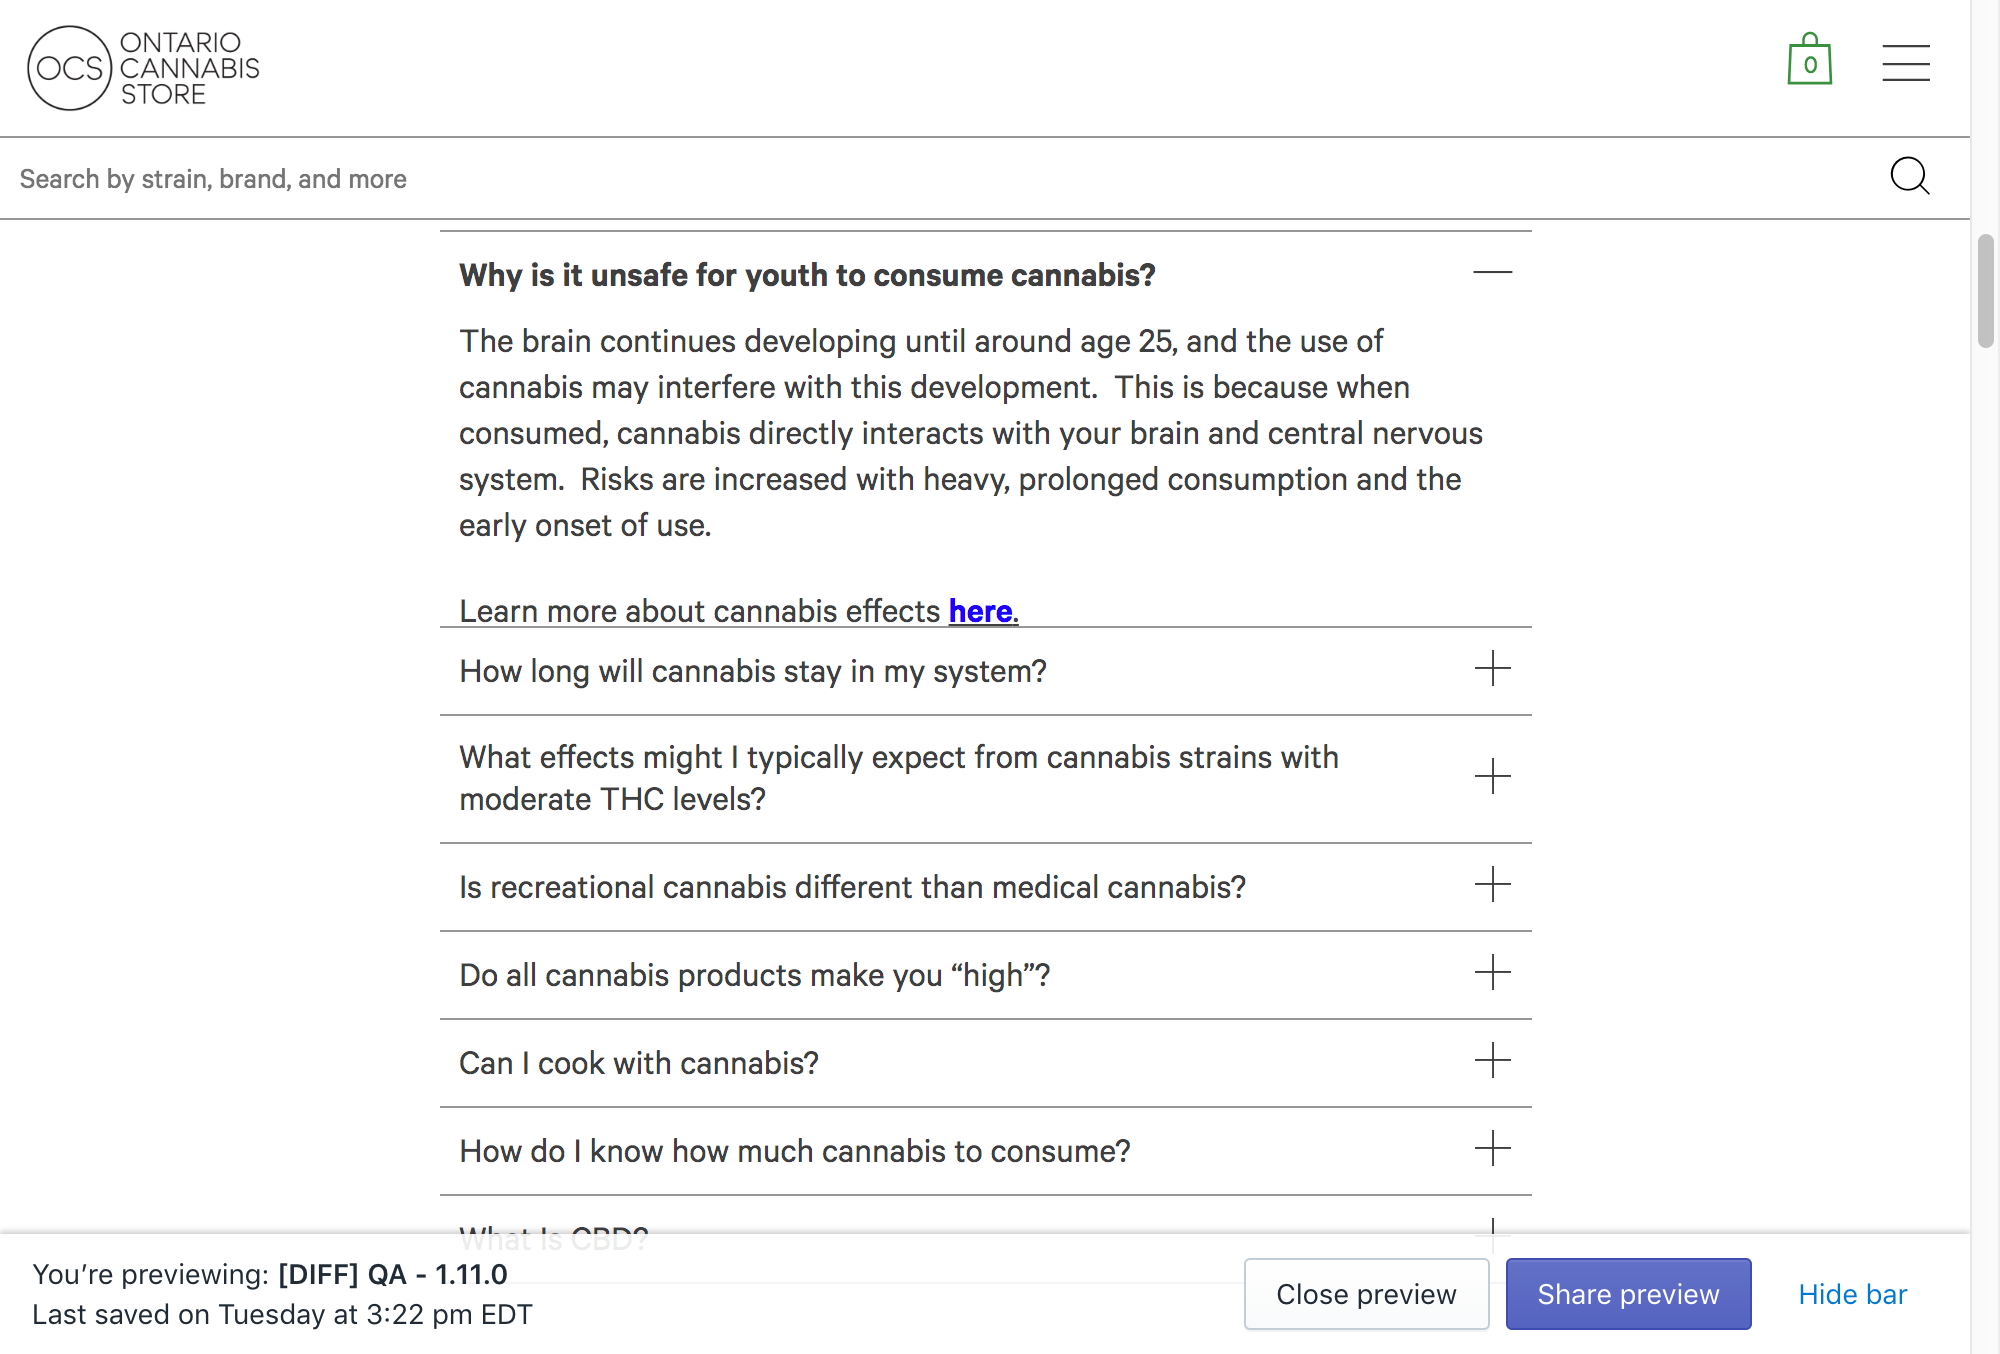 OCS
ONTARIO
CANNABIS
STORE
0
Search by strain, brand, and more
Why is it unsafe for youth to consume cannabis?
The brain continues developing until around age 25, and the use of
cannabis may interfere with this development.  This is because when
consumed, cannabis directly interacts with your brain and central nervous
system.  Risks are increased with heavy, prolonged consumption and the
early onset of use.
Learn more about cannabis effects here.
How long will cannabis stay in my system?
What effects might I typically expect from cannabis strains with
moderate THC levels?
Is recreational cannabis different than medical cannabis?
Do all cannabis products make you “high”?
Can I cook with cannabis?
How do I know how much cannabis to consume?
What Is CBD?
You’re previewing: [DIFF] QA - 1.11.0
Last saved on Tuesday at 3:22 pm EDT
Close preview
Share preview
Hide bar